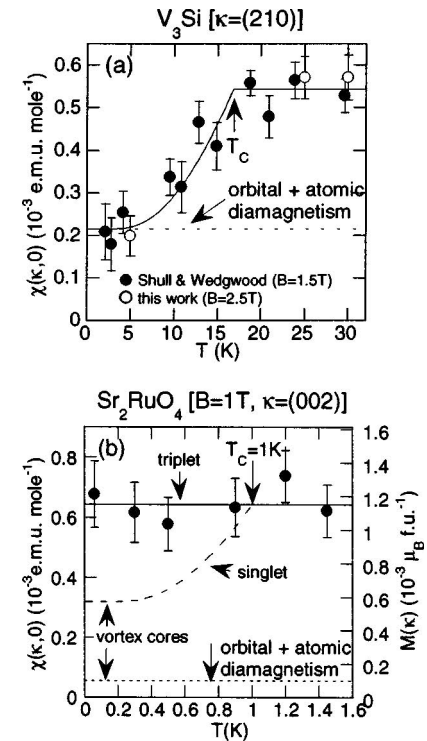 V₃Si [κ=(210)]
(a)
0.6
0.5
0.4
0.3
0.2
0.1
0
χ(κ,0) (10⁻³ e.m.u. mole⁻¹)
T_C
orbital + atomic
diamagnetism
● Shull & Wedgwood (B=1.5T)
○ this work (B=2.5T)
0 5 10 15 20 25 30
T (K)
Sr₂RuO₄ [B=1T, κ=(002)]
(b)
T_C=1K
triplet
0.8
0.6
0.4
0.2
0
χ(κ,0) (10⁻³e.m.u. mole⁻¹)
singlet
vortex cores
orbital + atomic
diamagnetism
1.6
1.4
1.2
1
0.8
0.6
0.4
0.2
0
M(κ) (10⁻³ μ_B f.u.⁻¹)
0 0.2 0.4 0.6 0.8 1.0 1.2 1.4 1.6
T(K)